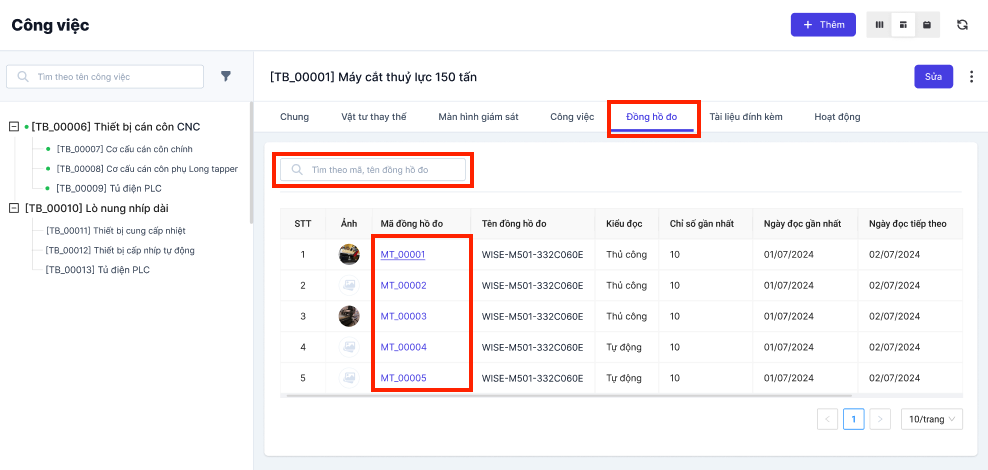 Công việc
Thêm
Tìm theo tên công việc
[TB_00006] Thiết bị cán côn CNC
[TB_00007] Cơ cấu cán côn chính
[TB_00008] Cơ cấu cán côn phụ Long tapper
[TB_00009] Tủ điện PLC
[TB_00010] Lò nung nhíp dài
[TB_00011] Thiết bị cung cấp nhiệt
[TB_00012] Thiết bị cấp nhíp tự động
[TB_00013] Tủ điện PLC
[TB_00001] Máy cắt thuỷ lực 150 tấn
Sửa
Chung Vật tư thay thế Màn hình giám sát Công việc Đồng hồ đo Tài liệu đính kèm Hoạt động
Tìm theo mã, tên đồng hồ đo
STT Ảnh Mã đồng hồ đo Tên đồng hồ đo Kiểu đọc Chỉ số gần nhất Ngày đọc gần nhất Ngày đọc tiếp theo
1 MT_00001 WISE-M501-332C060E Thủ công 10 01/07/2024 02/07/2024
2 MT_00002 WISE-M501-332C060E Thủ công 10 01/07/2024 02/07/2024
3 MT_00003 WISE-M501-332C060E Thủ công 10 01/07/2024 02/07/2024
4 MT_00004 WISE-M501-332C060E Tự động 10 01/07/2024 02/07/2024
5 MT_00005 WISE-M501-332C060E Tự động 10 01/07/2024 02/07/2024
1 10/trang